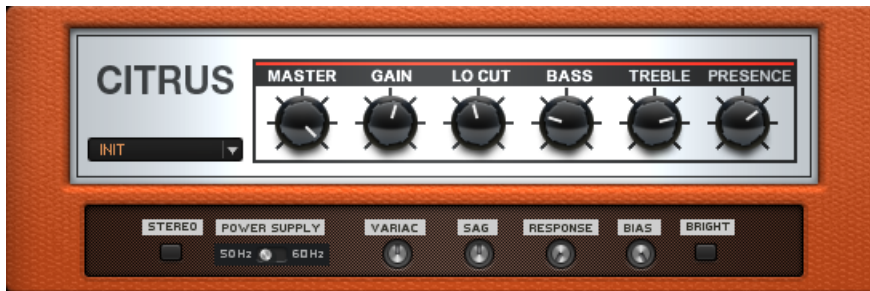 CITRUS
MASTER GAIN LO CUT BASS TREBLE PRESENCE
INIT
STEREO POWER SUPPLY VARIAC SAG RESPONSE BIAS BRIGHT
50Hz 60Hz